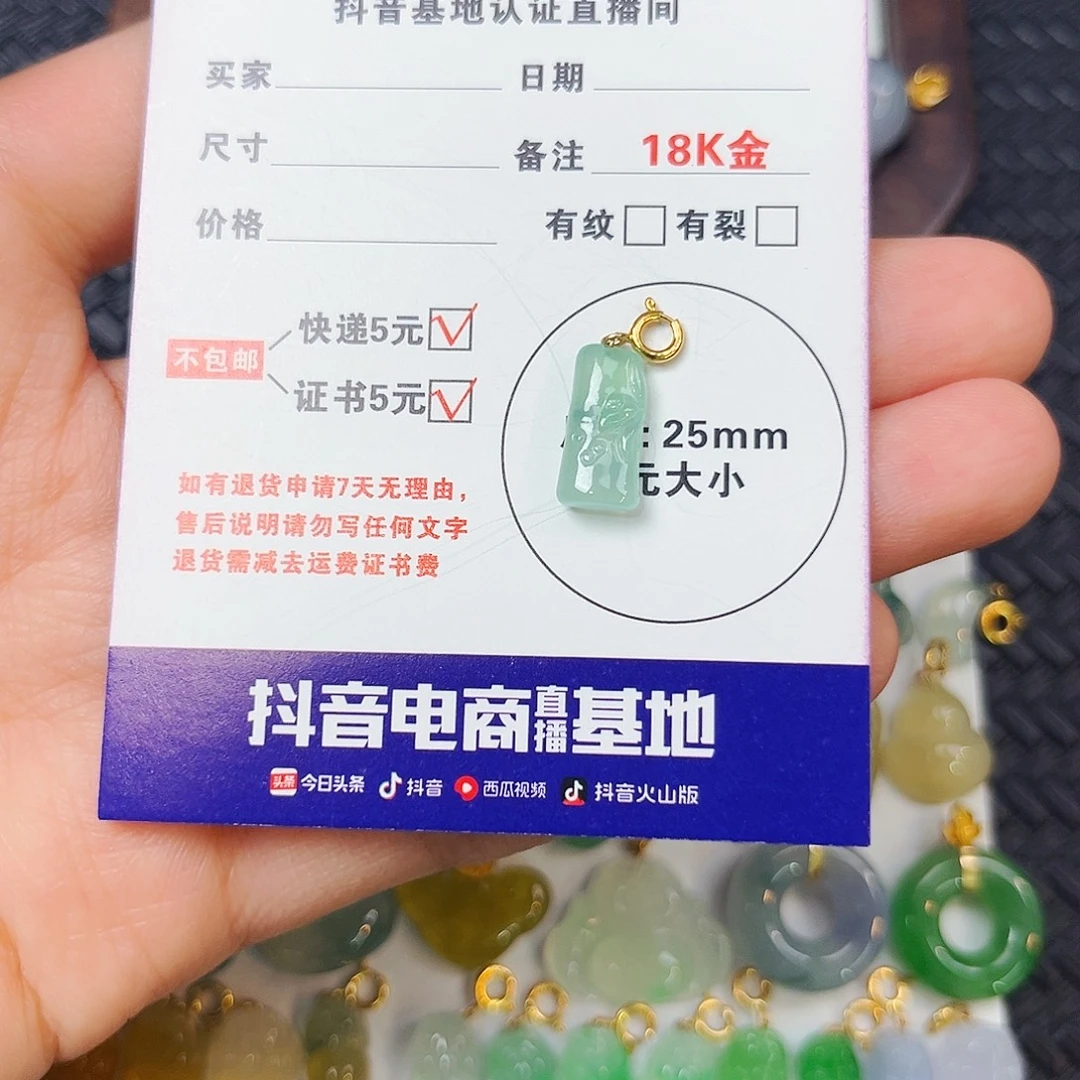 抖音基地认证直播间
买家 日期
尺寸 备注 18K金
价格 有纹 有裂
快递5元
不包邮
证书5元
: 25mm
元大小
如有退货申请7天无理由，
售后说明请勿写任何文字
退货需减去运费证书费
抖音电商直播基地
头条 今日头条 抖音 西瓜视频 抖音火山版